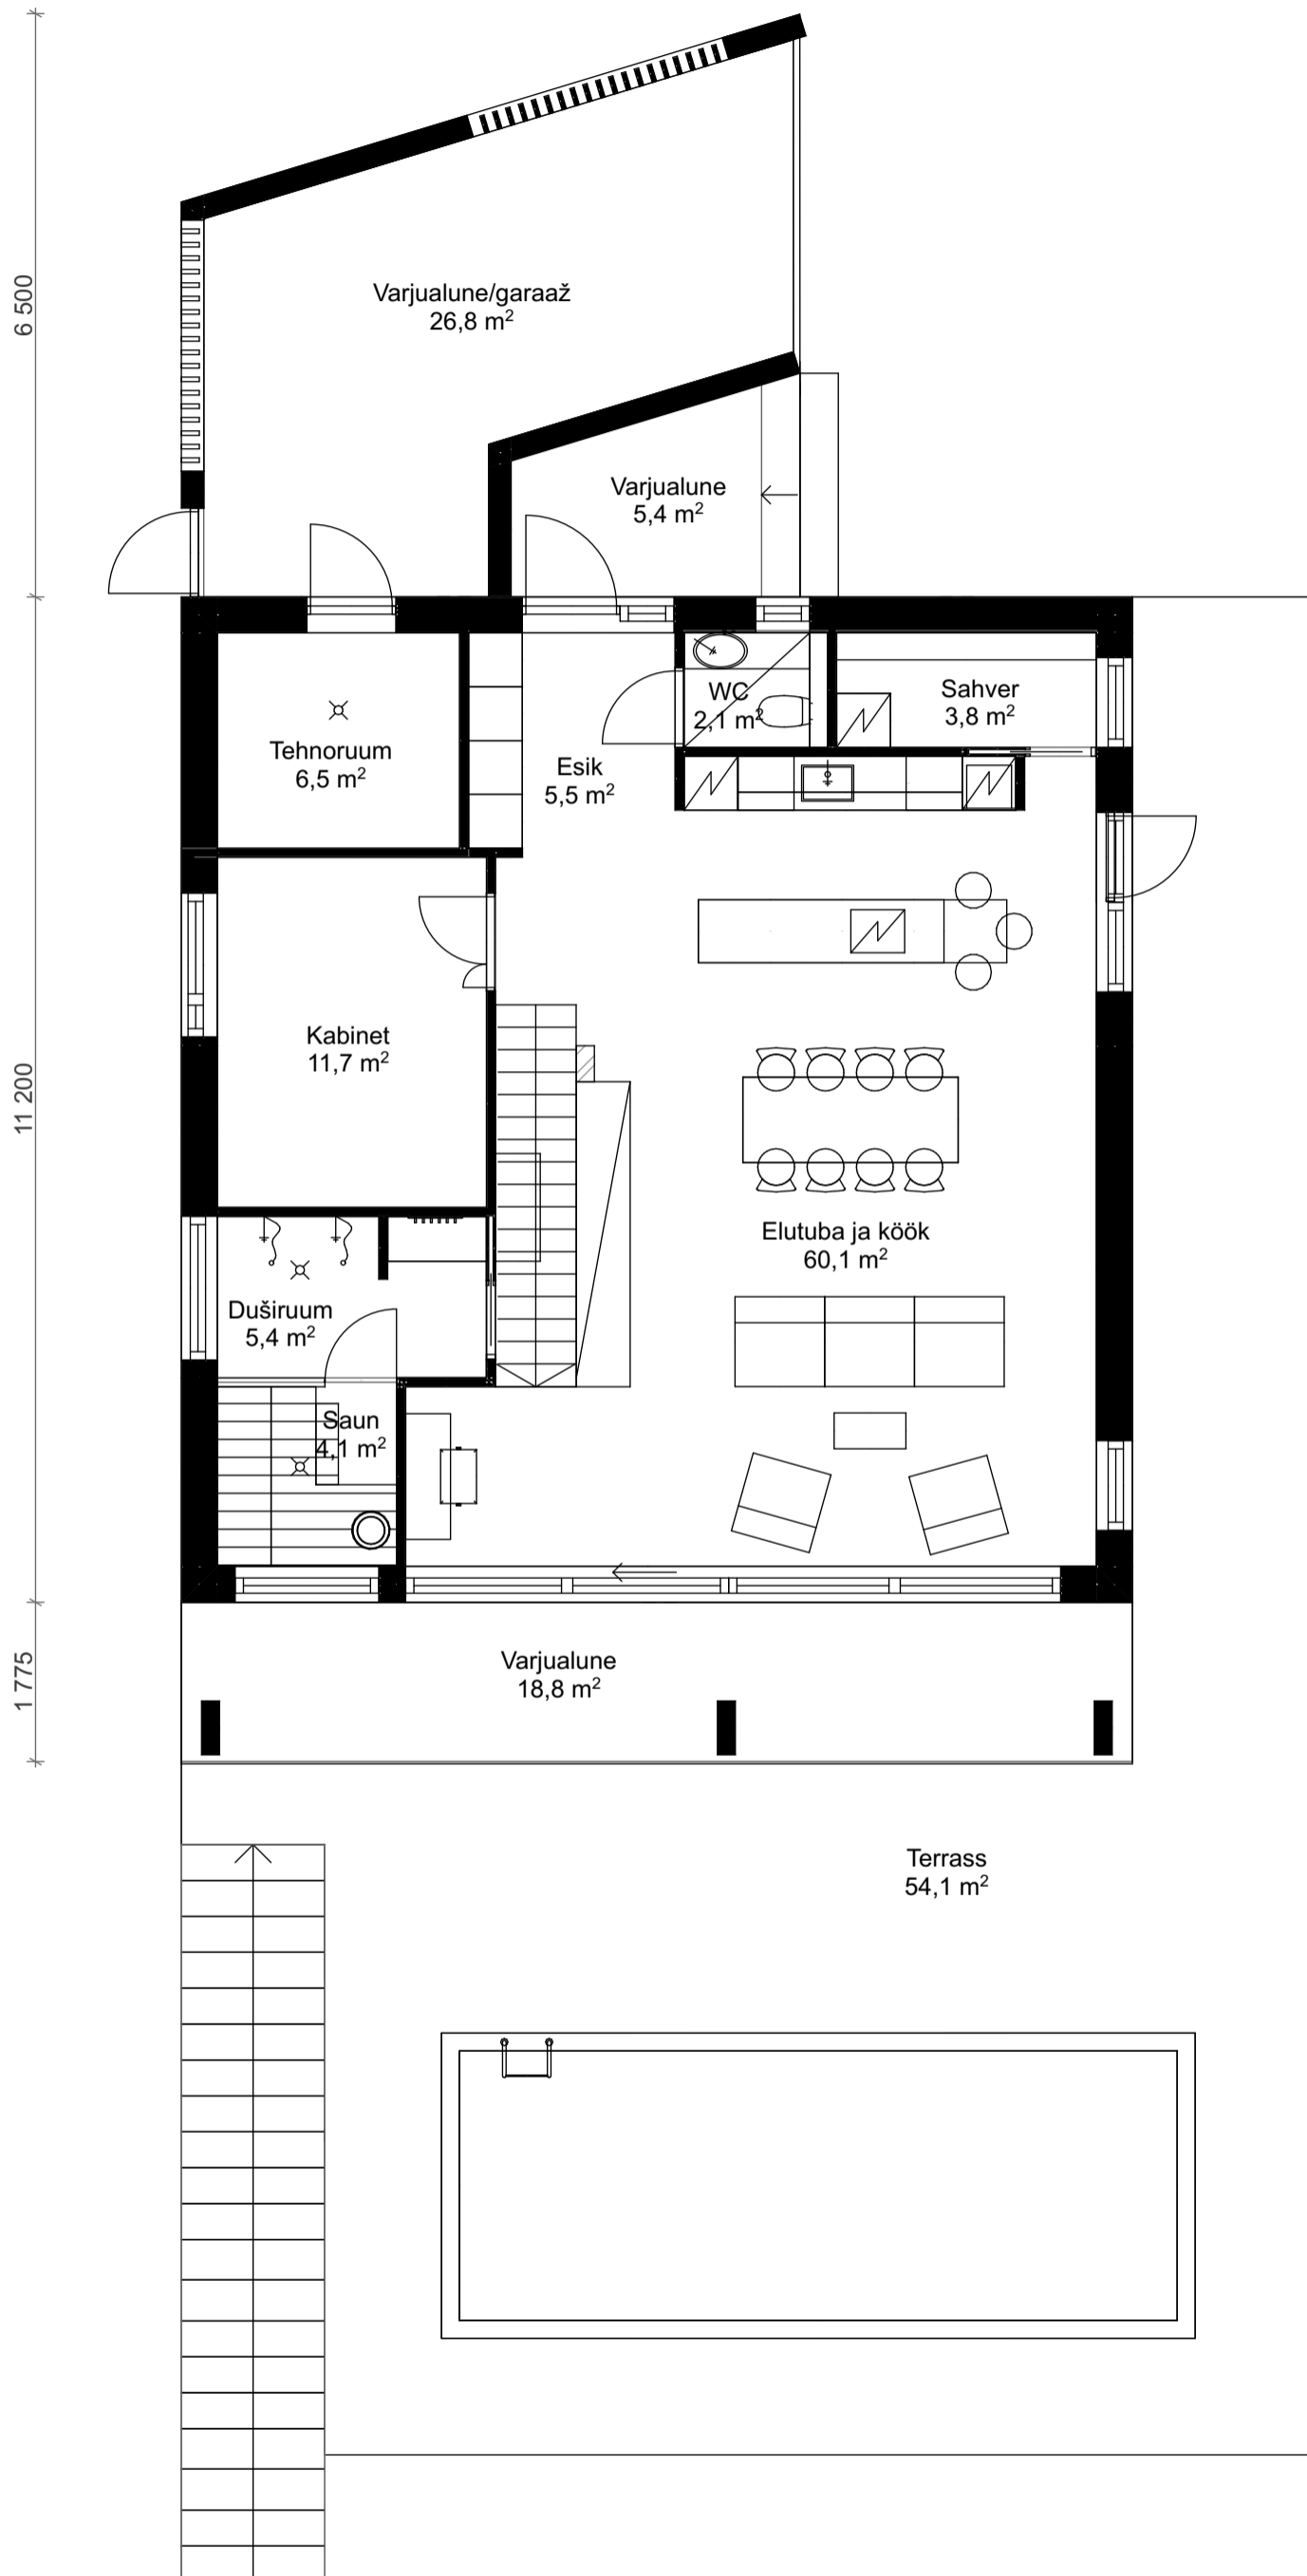 6 500
Varjualune/garaaž
26,8 m²
Varjualune
5,4 m²
WC
2,1 m²
Sahver
3,8 m²
Tehnoruum
6,5 m²
Esik
5,5 m²
Kabinet
11,7 m²
11 200
Elutuba ja köök
60,1 m²
Duširuum
5,4 m²
Saun
4,1 m²
1 775
Varjualune
18,8 m²
Terrass
54,1 m²